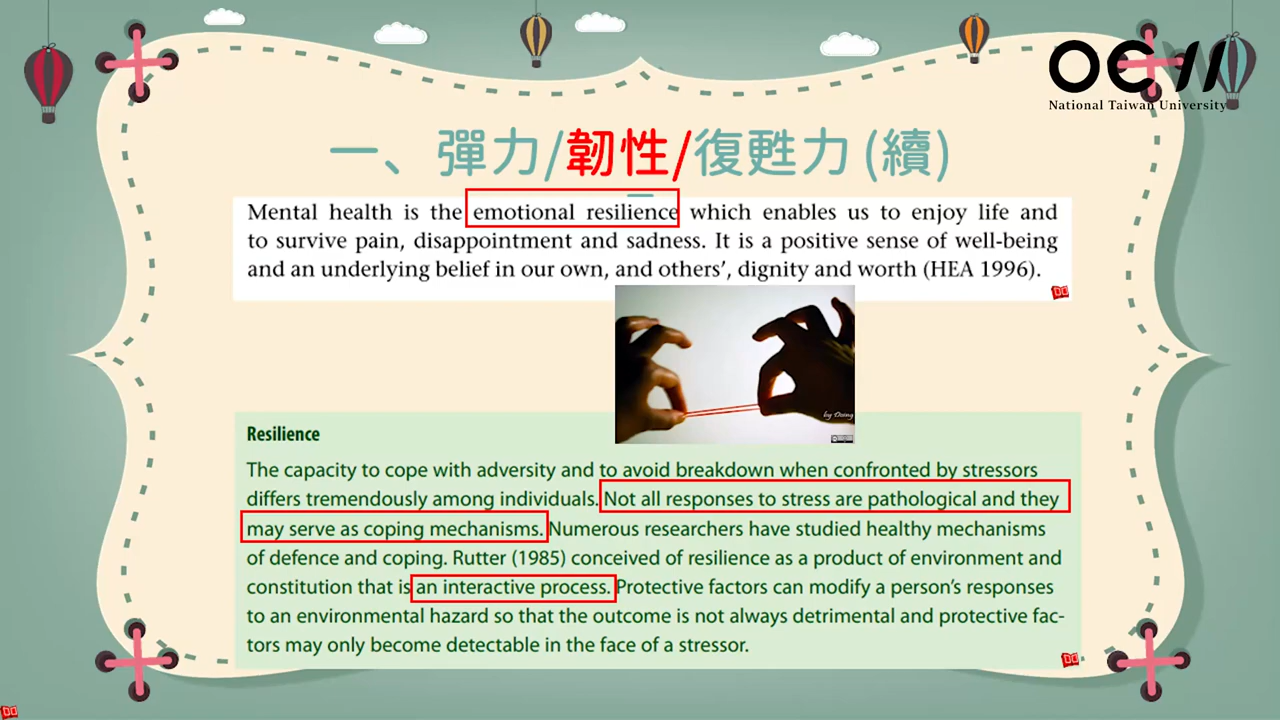 OCW
National Taiwan University
一、彈力/韌性/復甦力 (續)
Mental health is the emotional resilience which enables us to enjoy life and
to survive pain, disappointment and sadness. It is a positive sense of well-being
and an underlying belief in our own, and others’, dignity and worth (HEA 1996).
by Osing
Resilience
The capacity to cope with adversity and to avoid breakdown when confronted by stressors
differs tremendously among individuals. Not all responses to stress are pathological and they
may serve as coping mechanisms. Numerous researchers have studied healthy mechanisms
of defence and coping. Rutter (1985) conceived of resilience as a product of environment and
constitution that is an interactive process. Protective factors can modify a person’s responses
to an environmental hazard so that the outcome is not always detrimental and protective fac-
tors may only become detectable in the face of a stressor.